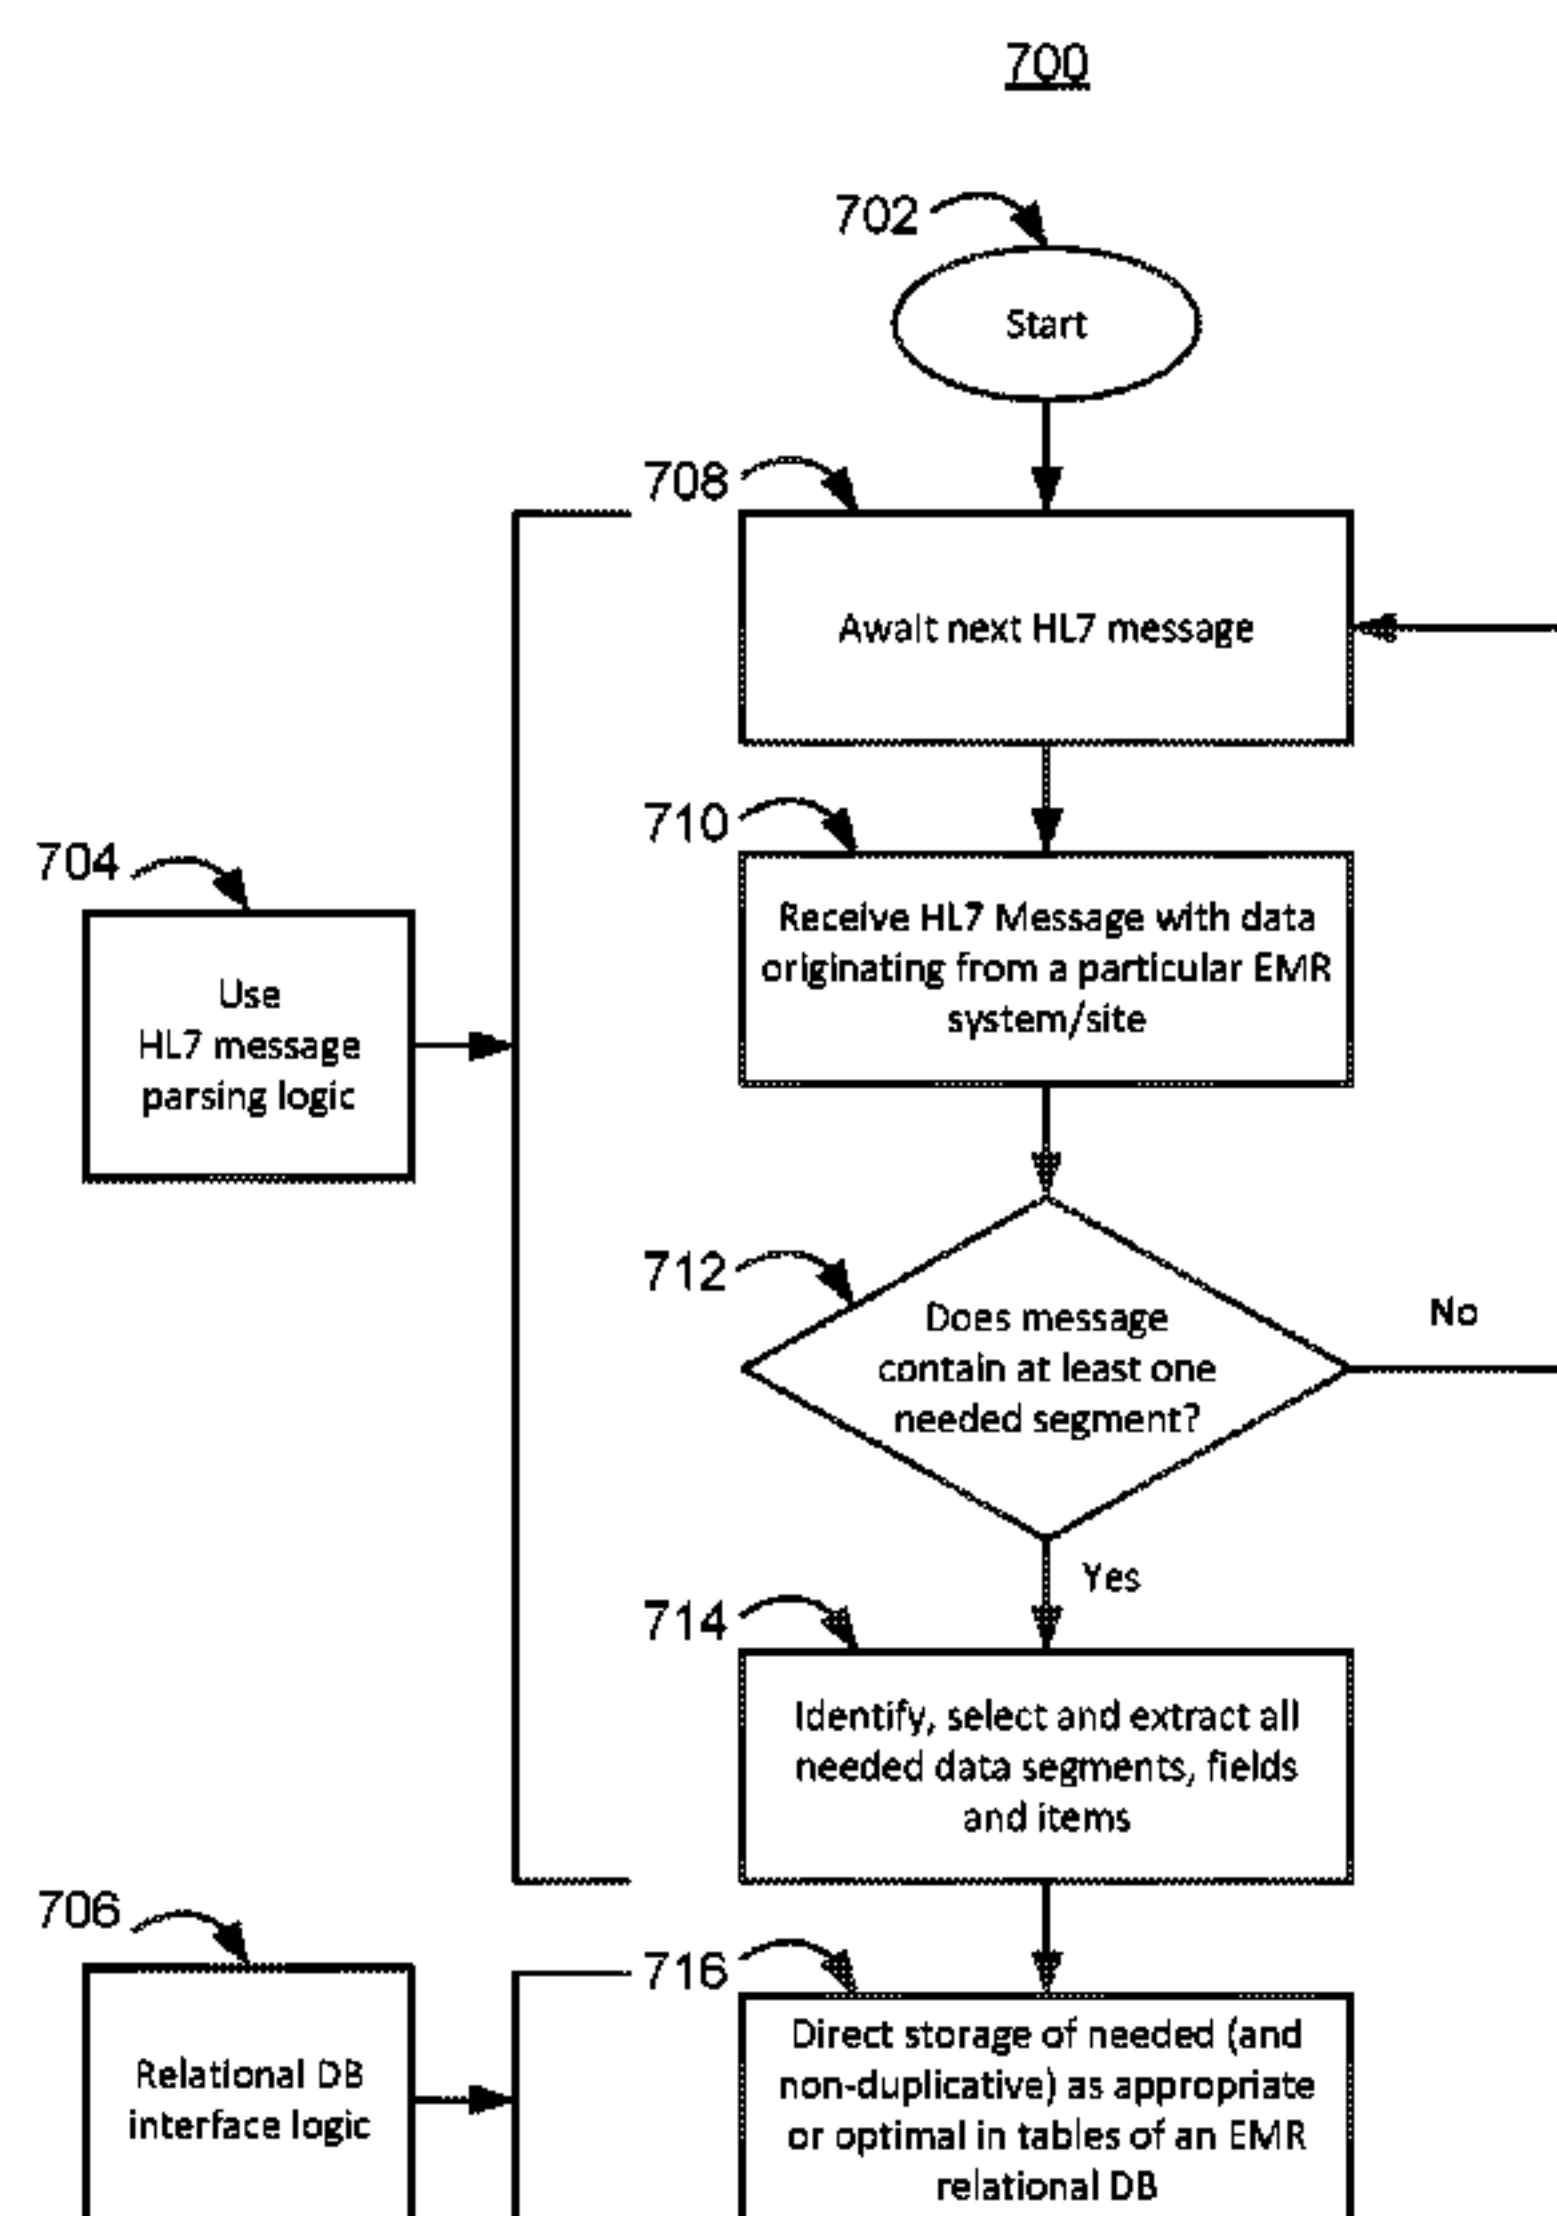 700
702
Start
708
Await next HL7 message
710
Receive HL7 Message with data
originating from a particular EMR
system/site
704
Use
HL7 message
parsing logic
712
Does message
contain at least one
needed segment?
No
Yes
714
Identify, select and extract all
needed data segments, fields
and items
706
Relational DB
interface logic
716
Direct storage of needed (and
non-duplicative) as appropriate
or optimal in tables of an EMR
relational DB